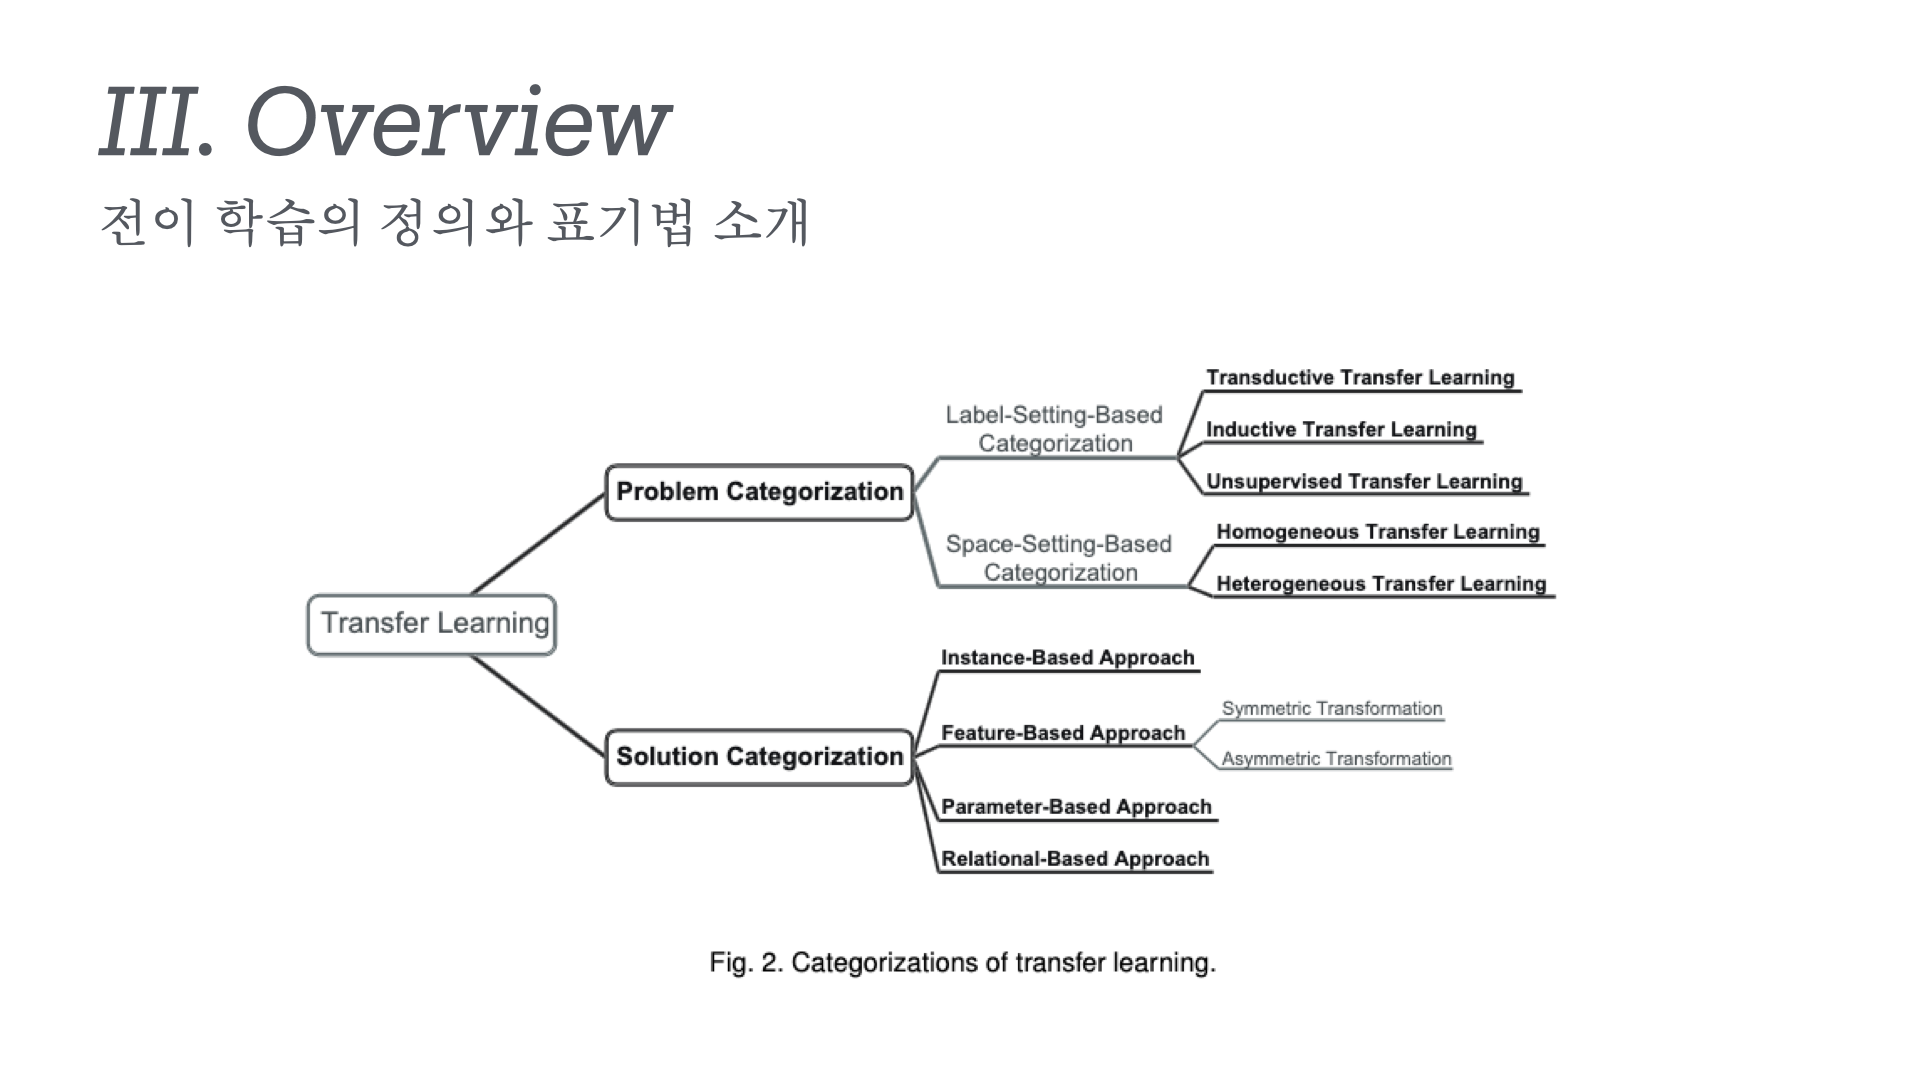 III. Overview
전이 학습의 정의와 표기법 소개
Transfer Learning
Problem Categorization
Label-Setting-Based
Categorization
Transductive Transfer Learning
Inductive Transfer Learning
Unsupervised Transfer Learning
Space-Setting-Based
Categorization
Homogeneous Transfer Learning
Heterogeneous Transfer Learning
Solution Categorization
Instance-Based Approach
Feature-Based Approach
Symmetric Transformation
Asymmetric Transformation
Parameter-Based Approach
Relational-Based Approach
Fig. 2. Categorizations of transfer learning.